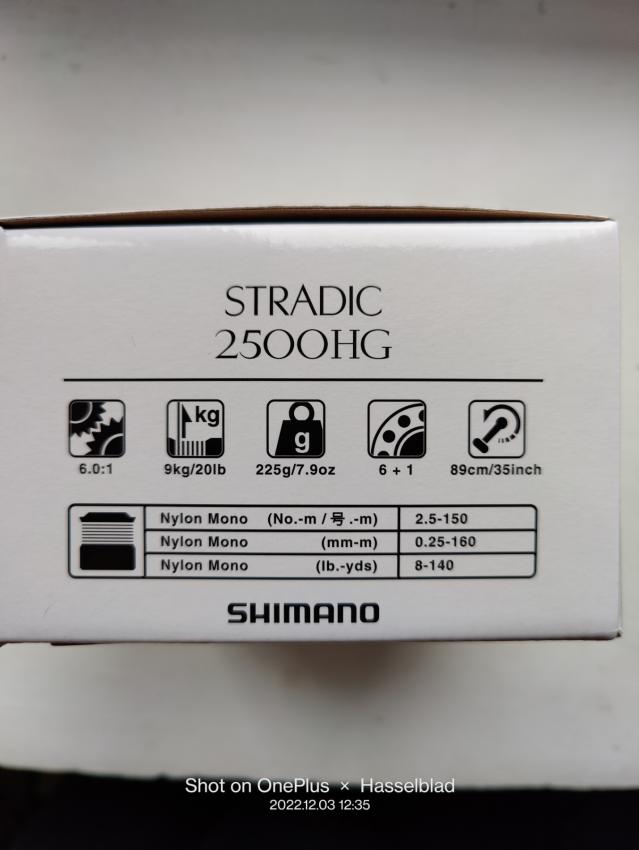 STRADIC
2500HG
kg
g
6.0:1 9kg/20lb 225g/7.9oz 6 + 1 89cm/35inch
Nylon Mono (No.-m / 号.-m) 2.5-150
Nylon Mono (mm-m) 0.25-160
Nylon Mono (lb.-yds) 8-140
SHIMANO
Shot on OnePlus × Hasselblad
2022.12.03 12:35